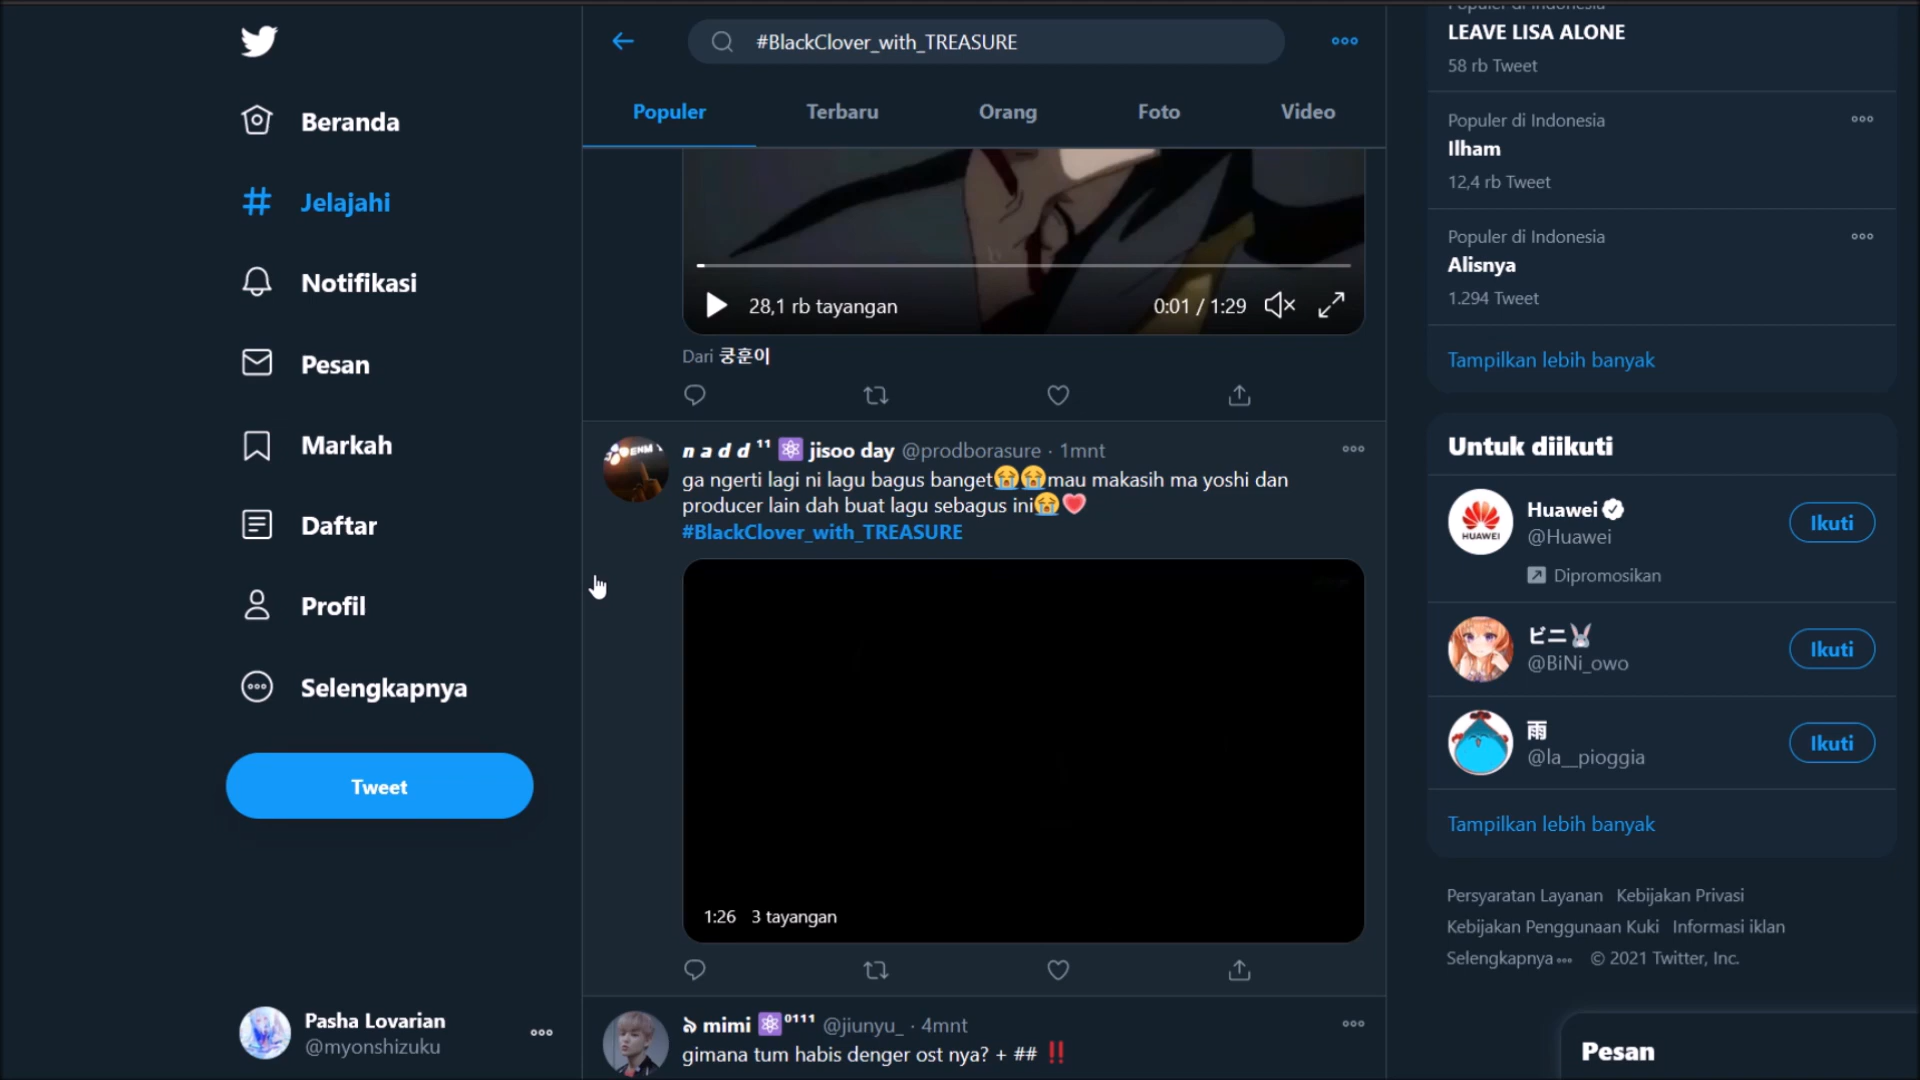 Beranda
Jelajahi
Notifikasi
Pesan
Markah
Daftar
Profil
Selengkapnya
Tweet
Pasha Lovarian
@myonshizuku
#BlackClover_with_TREASURE
Populer Terbaru Orang Foto Video
28,1 rb tayangan 0:01 / 1:29
Dari 쿵훈이
n a d d ¹¹ ⚛️ jisoo day @prodborasure · 1mnt
ga ngerti lagi ni lagu bagus banget😭😭mau makasih ma yoshi dan
producer lain dah buat lagu sebagus ini😭❤️
#BlackClover_with_TREASURE
1:26 3 tayangan
ঌ mimi ⚛️ ⁰¹¹¹ @jiunyu_ · 4mnt
gimana tum habis denger ost nya? + ## ‼️
Populer di Indonesia
LEAVE LISA ALONE
58 rb Tweet
Populer di Indonesia
Ilham
12,4 rb Tweet
Populer di Indonesia
Alisnya
1.294 Tweet
Tampilkan lebih banyak
Untuk diikuti
HUAWEI
Huawei
@Huawei
Dipromosikan
Ikuti
ビニ🐰
@BiNi_owo
Ikuti
雨
@la__pioggia
Ikuti
Tampilkan lebih banyak
Persyaratan Layanan Kebijakan Privasi
Kebijakan Penggunaan Kuki Informasi iklan
Selengkapnya ··· © 2021 Twitter, Inc.
Pesan